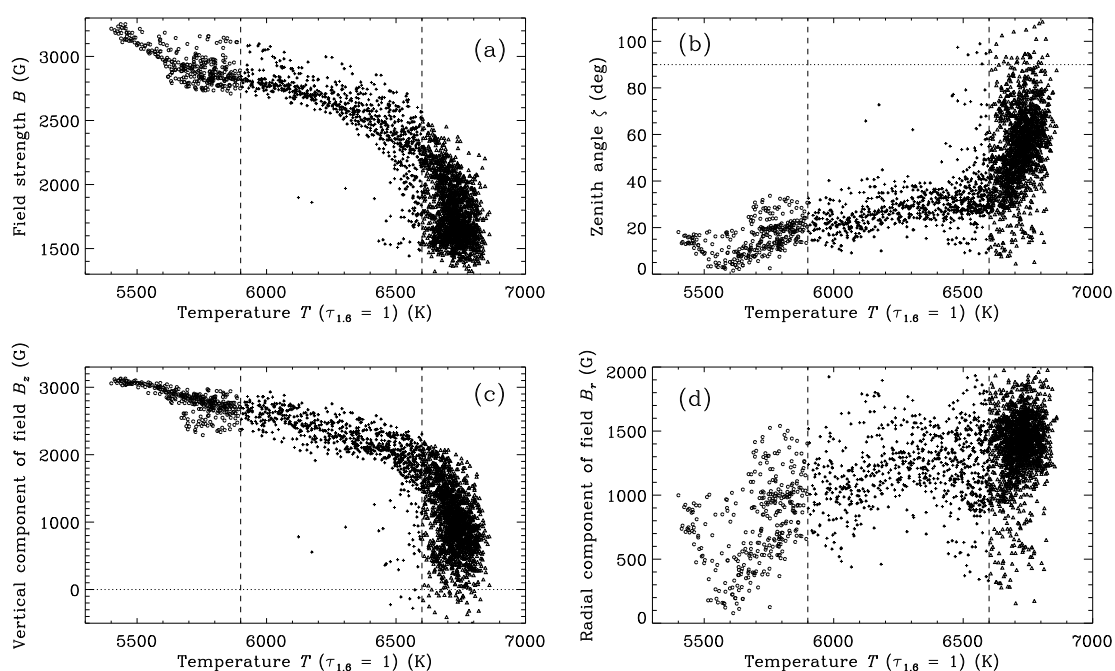 (a)
Field strength B (G)
3000
2500
2000
1500
5500 6000 6500 7000
Temperature T (τ1.6 = 1) (K)
(b)
Zenith angle ζ (deg)
100
80
60
40
20
0
5500 6000 6500 7000
Temperature T (τ1.6 = 1) (K)
(c)
Vertical component of field Bz (G)
3000
2000
1000
0
5500 6000 6500 7000
Temperature T (τ1.6 = 1) (K)
(d)
Radial component of field Br (G)
2000
1500
1000
500
0
5500 6000 6500 7000
Temperature T (τ1.6 = 1) (K)